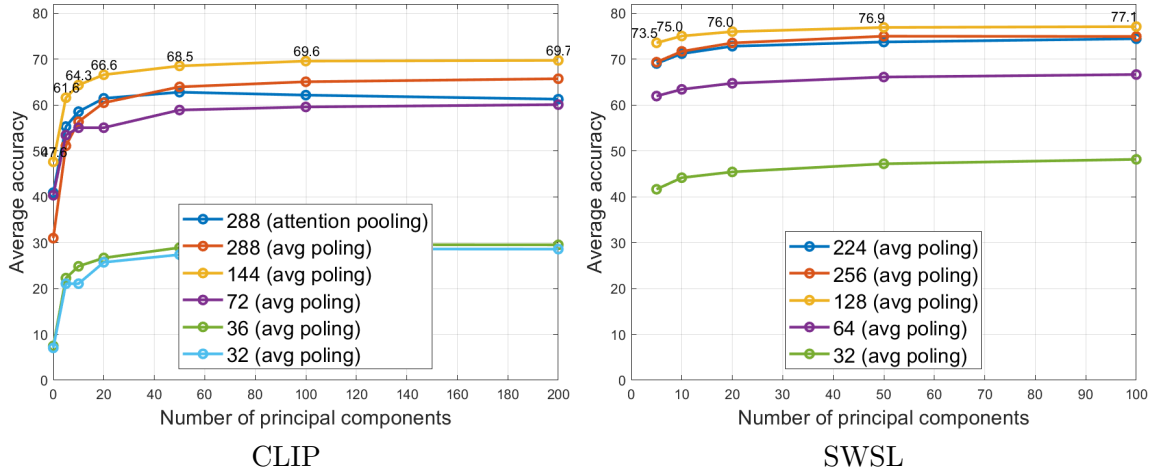 80
70
60
50
40
30
20
10
0
Average accuracy
47.6
61.6
64.3
66.6
68.5
69.6
69.7
288 (attention pooling)
288 (avg poling)
144 (avg poling)
72 (avg poling)
36 (avg poling)
32 (avg poling)
0 20 40 60 80 100 120 140 160 180 200
Number of principal components
CLIP
80
70
60
50
40
30
20
10
0
Average accuracy
73.5
75.0
76.0
76.9
77.1
224 (avg poling)
256 (avg poling)
128 (avg poling)
64 (avg poling)
32 (avg poling)
0 10 20 30 40 50 60 70 80 90 100
Number of principal components
SWSL